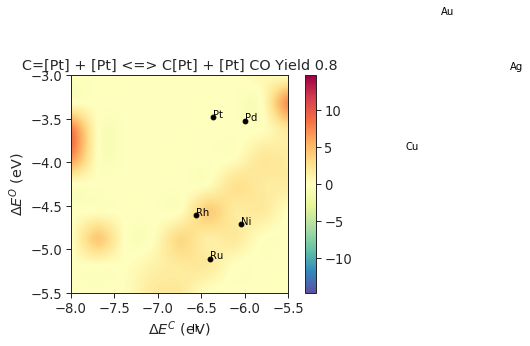 Au
Ag
C=[Pt] + [Pt] <=> C[Pt] + [Pt] CO Yield 0.8
Cu
−3.0
−3.5
−4.0
−4.5
−5.0
−5.5
ΔE^O (eV)
Pt
Pd
Rh
Ni
Ru
10
5
0
−5
−10
−8.0 −7.5 −7.0 −6.5 −6.0 −5.5
ΔE^C (eV)
Ir